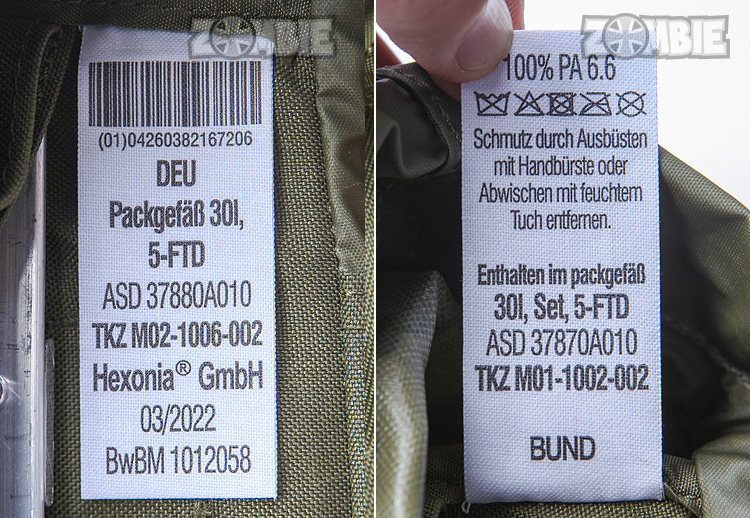 ZOMBIE
(01)04260382167206
DEU
Packgefäß 30l,
5-FTD
ASD 37880A010
TKZ M02-1006-002
Hexonia® GmbH
03/2022
BwBM 1012058
ZOMBIE
100% PA 6.6
Schmutz durch Ausbüsten
mit Handbürste oder
Abwischen mit feuchtem
Tuch entfernen.
Enthalten im packgefäß
30l, Set, 5-FTD
ASD 37870A010
TKZ M01-1002-002
BUND